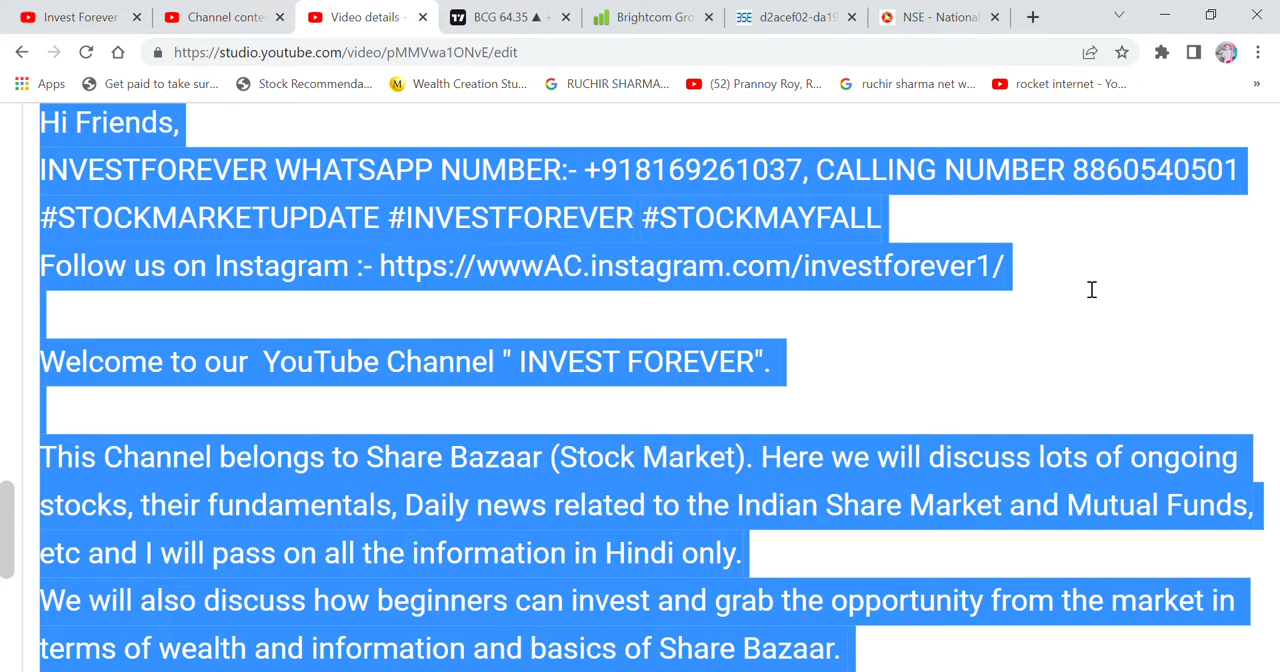 Invest Forever
Channel conte
Video details -
BCG 64.35 ▲ +
Brightcom Gro
BSE d2acef02-da19
NSE - National
https://studio.youtube.com/video/pMMVwa1ONvE/edit
Apps
Get paid to take sur...
Stock Recommenda...
Wealth Creation Stu...
RUCHIR SHARMA...
(52) Prannoy Roy, R...
ruchir sharma net w...
rocket internet - Yo...
»
Hi Friends,
INVESTFOREVER WHATSAPP NUMBER:- +918169261037, CALLING NUMBER 8860540501
#STOCKMARKETUPDATE #INVESTFOREVER #STOCKMAYFALL
Follow us on Instagram :- https://wwwAC.instagram.com/investforever1/
Welcome to our  YouTube Channel " INVEST FOREVER".
This Channel belongs to Share Bazaar (Stock Market). Here we will discuss lots of ongoing
stocks, their fundamentals, Daily news related to the Indian Share Market and Mutual Funds,
etc and I will pass on all the information in Hindi only.
We will also discuss how beginners can invest and grab the opportunity from the market in
terms of wealth and information and basics of Share Bazaar.